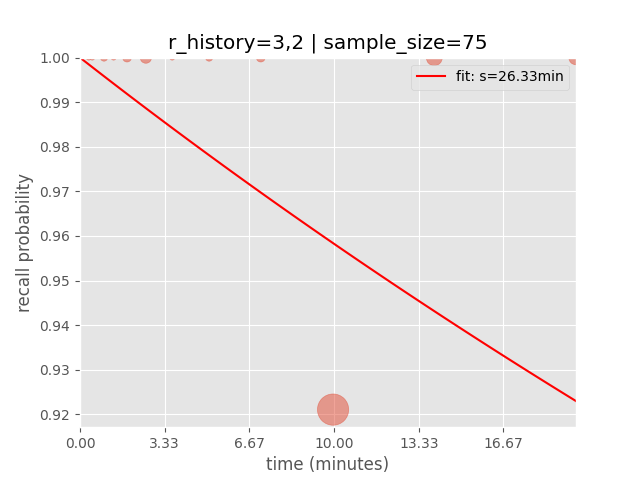 r_history=3,2 | sample_size=75
fit: s=26.33min
recall probability
1.00
0.99
0.98
0.97
0.96
0.95
0.94
0.93
0.92
0.00 3.33 6.67 10.00 13.33 16.67
time (minutes)